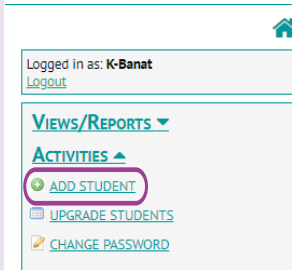 Logged in as: K-Banat
Logout
Views/Reports
Activities
ADD STUDENT
UPGRADE STUDENTS
CHANGE PASSWORD